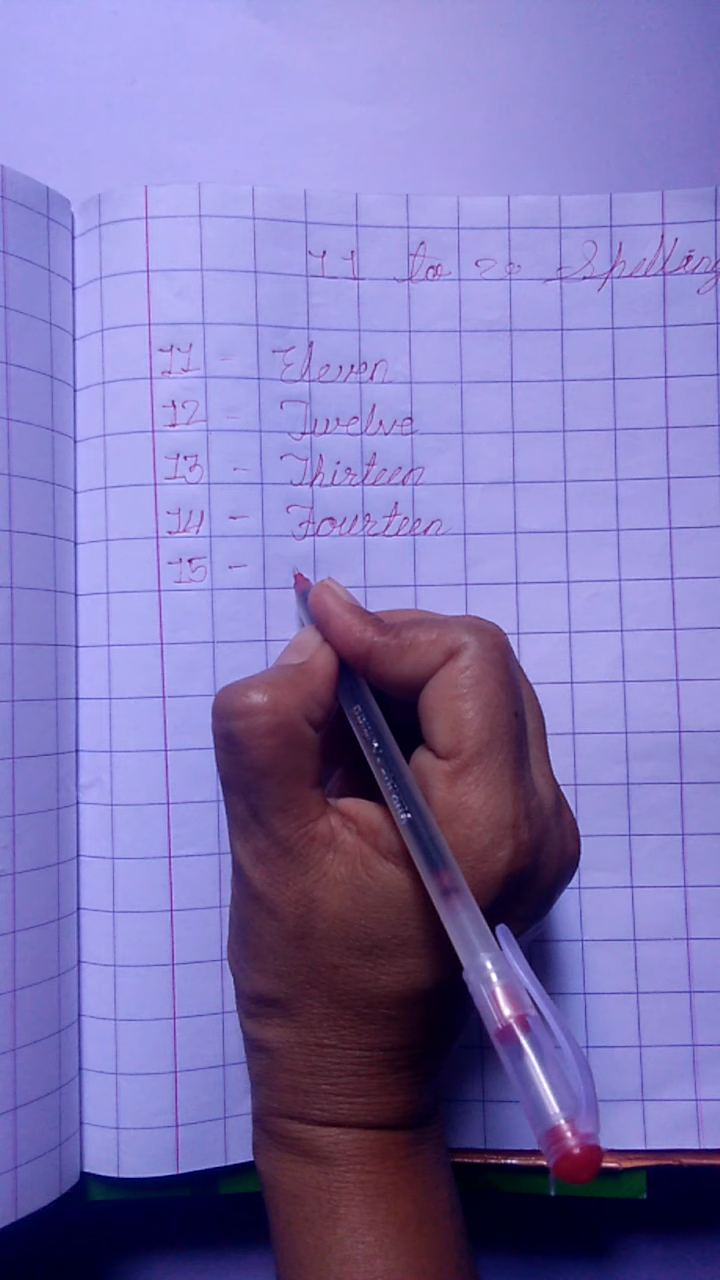 11 to 20 Spelling
11 - Eleven
12 - Twelve
13 - Thirteen
14 - Fourteen
15 -